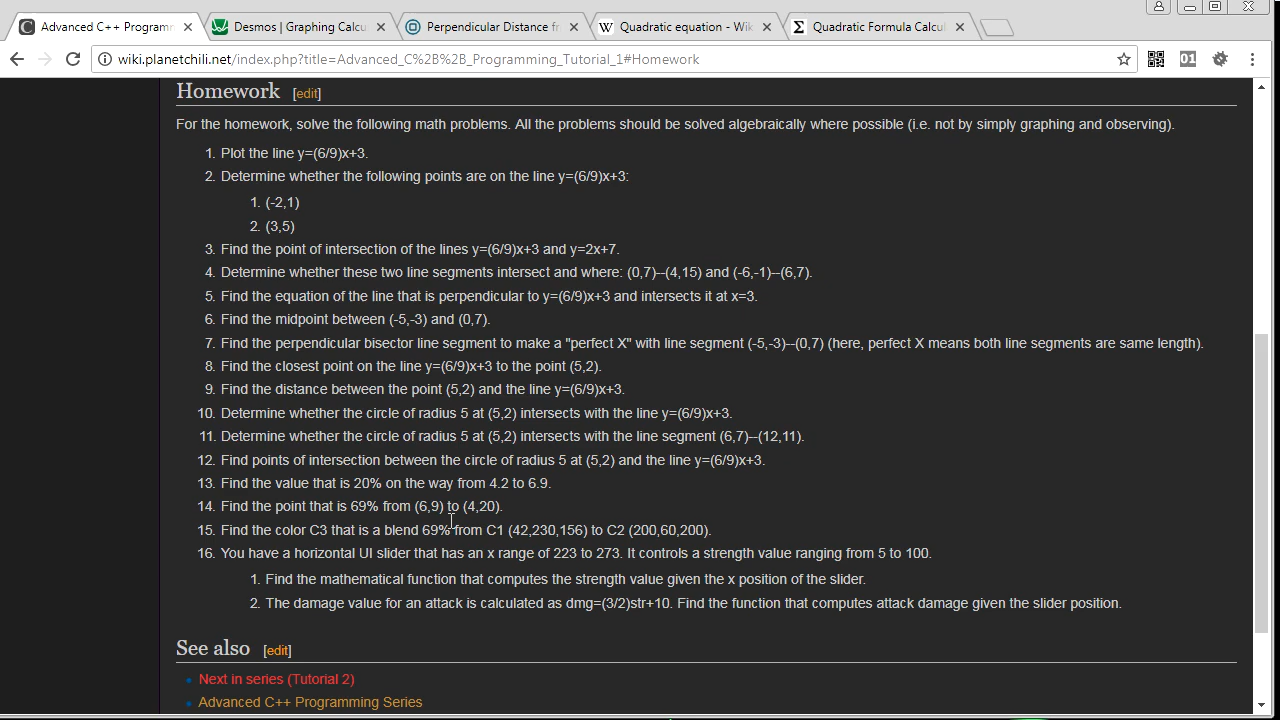 Advanced C++ Programm
Desmos | Graphing Calcu
Perpendicular Distance fr
Quadratic equation - Wik
Quadratic Formula Calcul
wiki.planetchili.net/index.php?title=Advanced_C%2B%2B_Programming_Tutorial_1#Homework
01
Homework [edit]
For the homework, solve the following math problems. All the problems should be solved algebraically where possible (i.e. not by simply graphing and observing).
1. Plot the line y=(6/9)x+3.
2. Determine whether the following points are on the line y=(6/9)x+3:
1. (-2,1)
2. (3,5)
3. Find the point of intersection of the lines y=(6/9)x+3 and y=2x+7.
4. Determine whether these two line segments intersect and where: (0,7)--(4,15) and (-6,-1)--(6,7).
5. Find the equation of the line that is perpendicular to y=(6/9)x+3 and intersects it at x=3.
6. Find the midpoint between (-5,-3) and (0,7).
7. Find the perpendicular bisector line segment to make a "perfect X" with line segment (-5,-3)--(0,7) (here, perfect X means both line segments are same length).
8. Find the closest point on the line y=(6/9)x+3 to the point (5,2).
9. Find the distance between the point (5,2) and the line y=(6/9)x+3.
10. Determine whether the circle of radius 5 at (5,2) intersects with the line y=(6/9)x+3.
11. Determine whether the circle of radius 5 at (5,2) intersects with the line segment (6,7)--(12,11).
12. Find points of intersection between the circle of radius 5 at (5,2) and the line y=(6/9)x+3.
13. Find the value that is 20% on the way from 4.2 to 6.9.
14. Find the point that is 69% from (6,9) to (4,20).
15. Find the color C3 that is a blend 69% from C1 (42,230,156) to C2 (200,60,200).
16. You have a horizontal UI slider that has an x range of 223 to 273. It controls a strength value ranging from 5 to 100.
1. Find the mathematical function that computes the strength value given the x position of the slider.
2. The damage value for an attack is calculated as dmg=(3/2)str+10. Find the function that computes attack damage given the slider position.
See also [edit]
Next in series (Tutorial 2)
Advanced C++ Programming Series